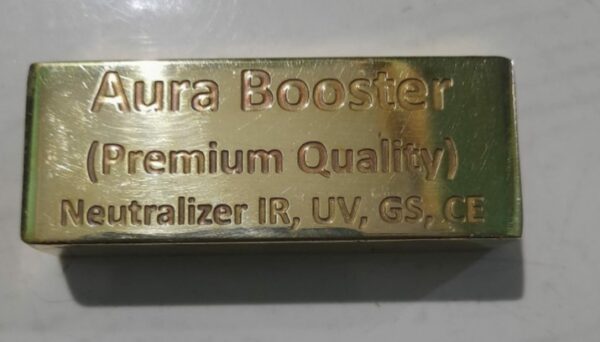 Aura Booster
(Premium Quality)
Neutralizer IR, UV, GS, CE